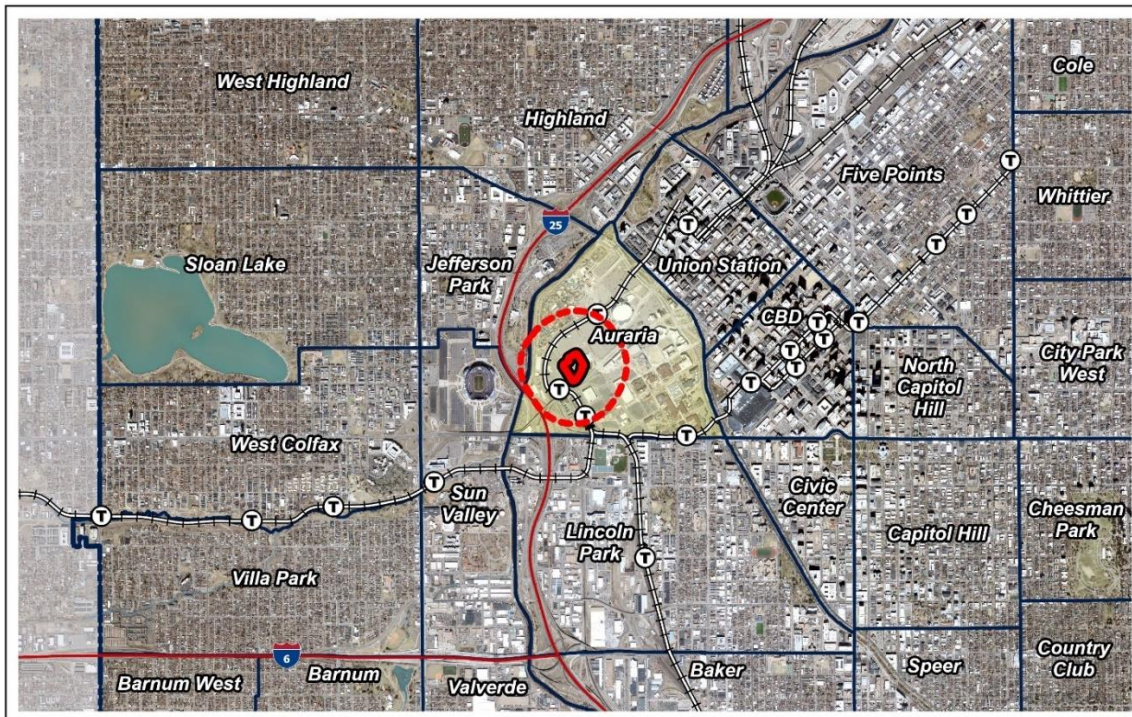 West Highland
Highland
Cole
Five Points
Whittier
25
Sloan Lake
Jefferson
Park
Union Station
T
T
T
T
T
T
Auraria
CBD
T
T
T
T
T
T
North
Capitol
Hill
City Park
West
T
T
T
West Colfax
T
Sun
Valley
Civic
Center
T
T
T
Lincoln
Park
T
Capitol Hill
Cheesman
Park
Villa Park
6
Barnum West
Barnum
Valverde
Baker
Speer
Country
Club